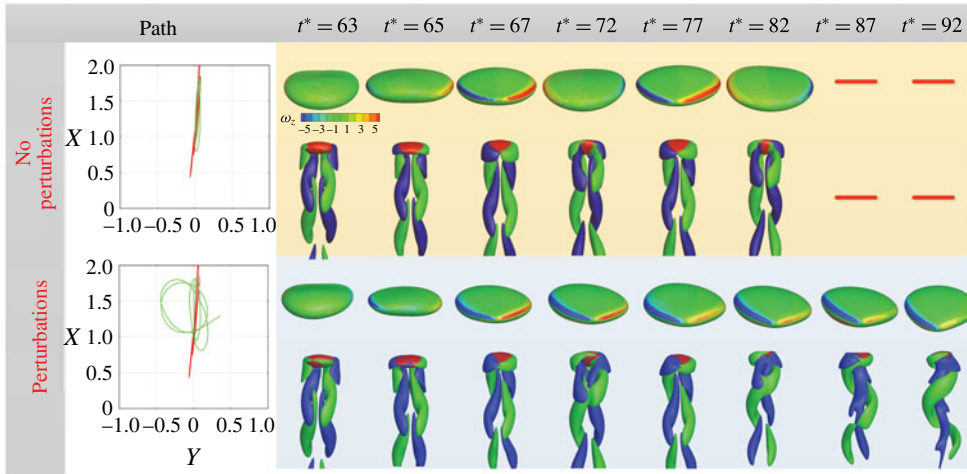 Path t* = 63 t* = 65 t* = 67 t* = 72 t* = 77 t* = 82 t* = 87 t* = 92
No
perturbations
2.0
1.5
X 1.0
0.5
0
−1.0 −0.5 0 0.5 1.0
ω_z
−5 −3 −1 1 3 5
Perturbations
2.0
1.5
X 1.0
0.5
0
−1.0 −0.5 0 0.5 1.0
Y